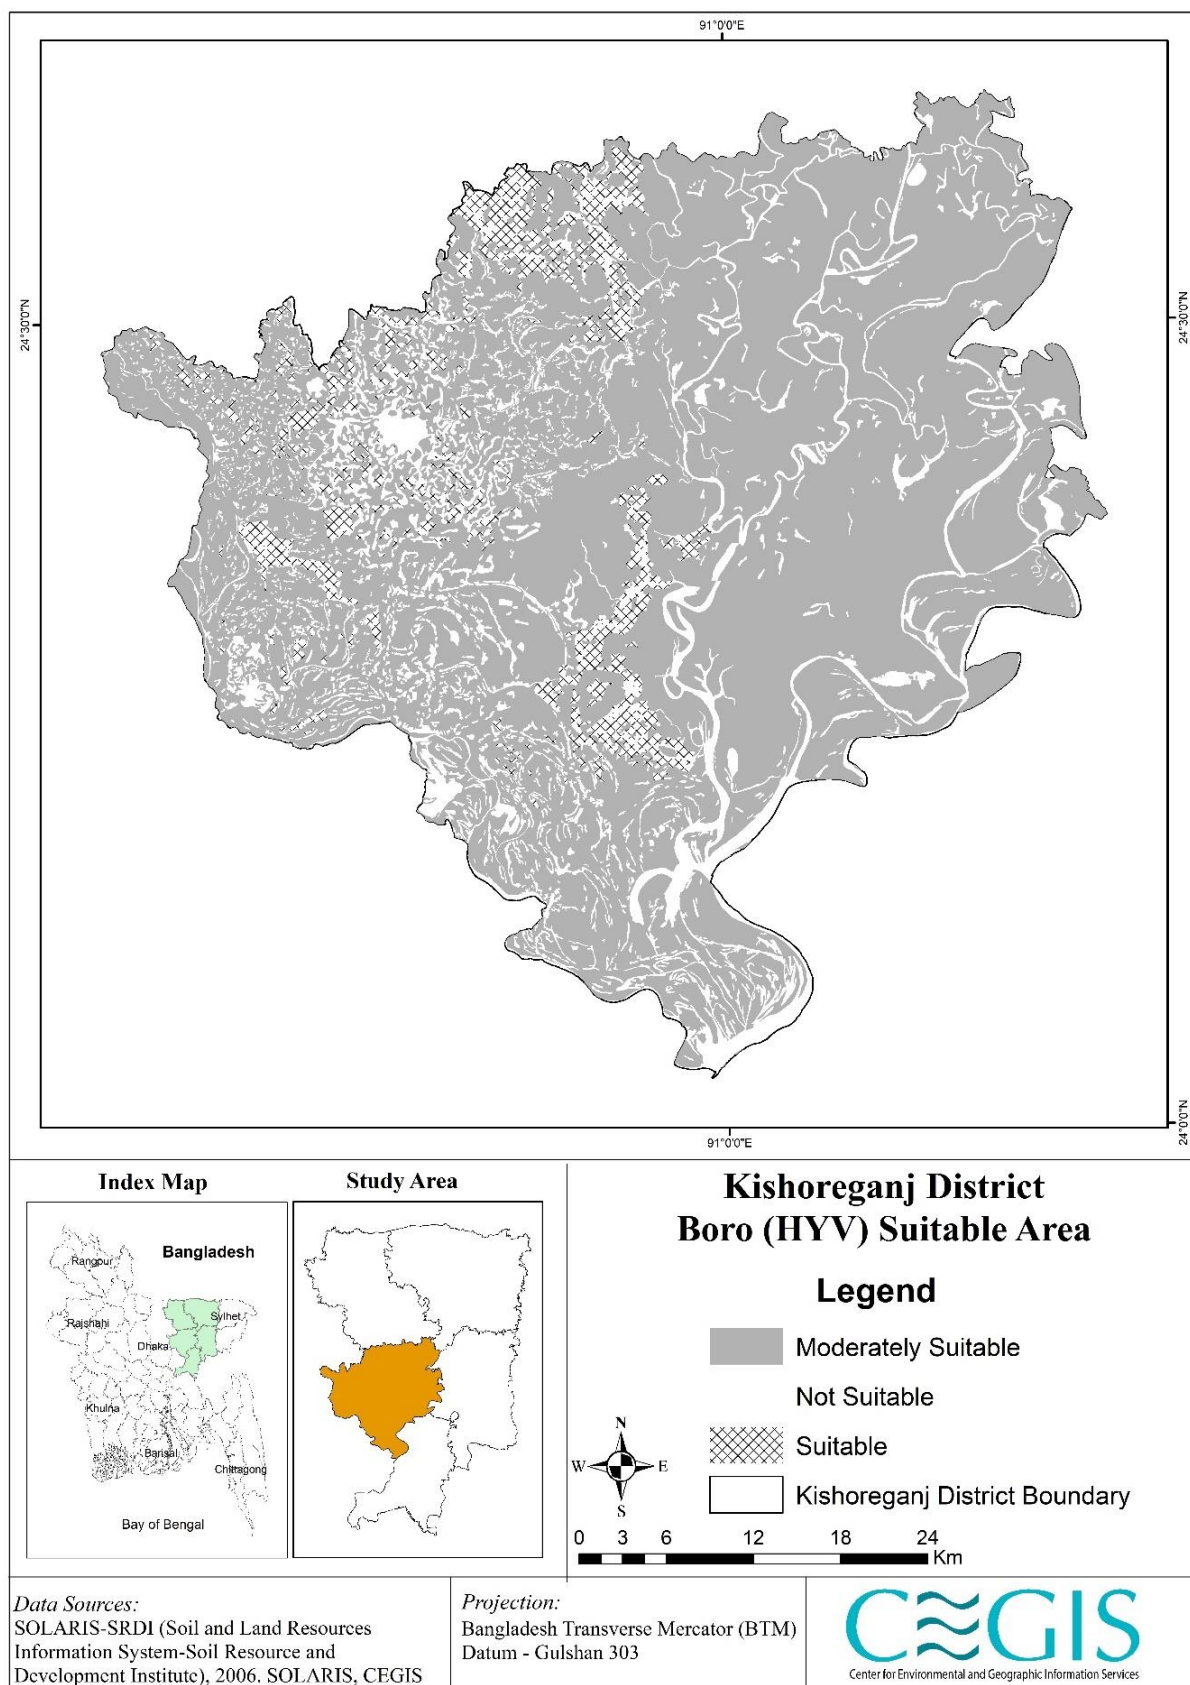 91°0'0"E
24°30'0"N
24°30'0"N
24°0'0"N
91°0'0"E
Index Map
Study Area
Bangladesh
Rangpur
Rajshahi
Sylhet
Dhaka
Khulna
Barisal
Chittagong
Bay of Bengal
Kishoreganj District
Boro (HYV) Suitable Area
Legend
Moderately Suitable
Not Suitable
Suitable
Kishoreganj District Boundary
N
W
E
S
0 3 6 12 18 24
Km
Data Sources:
SOLARIS-SRDI (Soil and Land Resources
Information System-Soil Resource and
Development Institute), 2006. SOLARIS, CEGIS
Projection:
Bangladesh Transverse Mercator (BTM)
Datum - Gulshan 303
CEGIS
Center for Environmental and Geographic Information Services